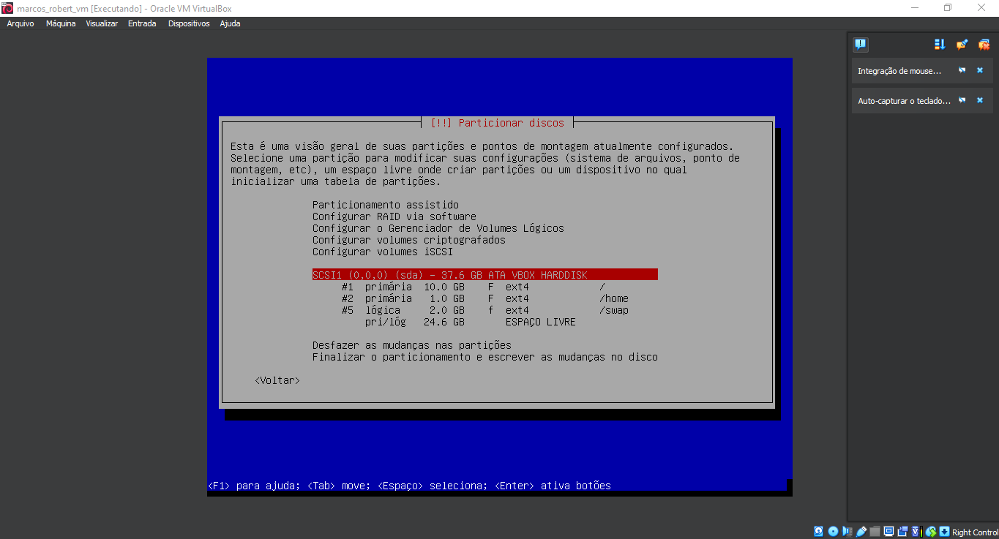 marcos_robert_vm [Executando] - Oracle VM VirtualBox
Arquivo Máquina Visualizar Entrada Dispositivos Ajuda
Integração de mouse...
Auto-capturar o teclado...
[!!] Particionar discos
Esta é uma visão geral de suas partições e pontos de montagem atualmente configurados.
Selecione uma partição para modificar suas configurações (sistema de arquivos, ponto de
montagem, etc), um espaço livre onde criar partições ou um dispositivo no qual
inicializar uma tabela de partições.
Particionamento assistido
Configurar RAID via software
Configurar o Gerenciador de Volumes Lógicos
Configurar volumes criptografados
Configurar volumes iSCSI
SCSI1 (0,0,0) (sda) - 37.6 GB ATA VBOX HARDDISK
#1 primária 10.0 GB F ext4 /
#2 primária 1.0 GB F ext4 /home
#5 lógica 2.0 GB f ext4 /swap
pri/lóg 24.6 GB ESPAÇO LIVRE
Desfazer as mudanças nas partições
Finalizar o particionamento e escrever as mudanças no disco
<Voltar>
<F1> para ajuda; <Tab> move; <Espaço> seleciona; <Enter> ativa botões
Right Control